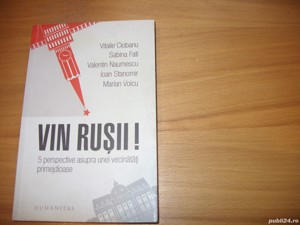 Vitalie Ciobanu
Sabina Fati
Valentin Naumescu
Ioan Stanomir
Marian Voicu
VIN RUȘII !
5 perspective asupra unei vecinătăți
primejdioase
HUMANITAS
publi24.ro